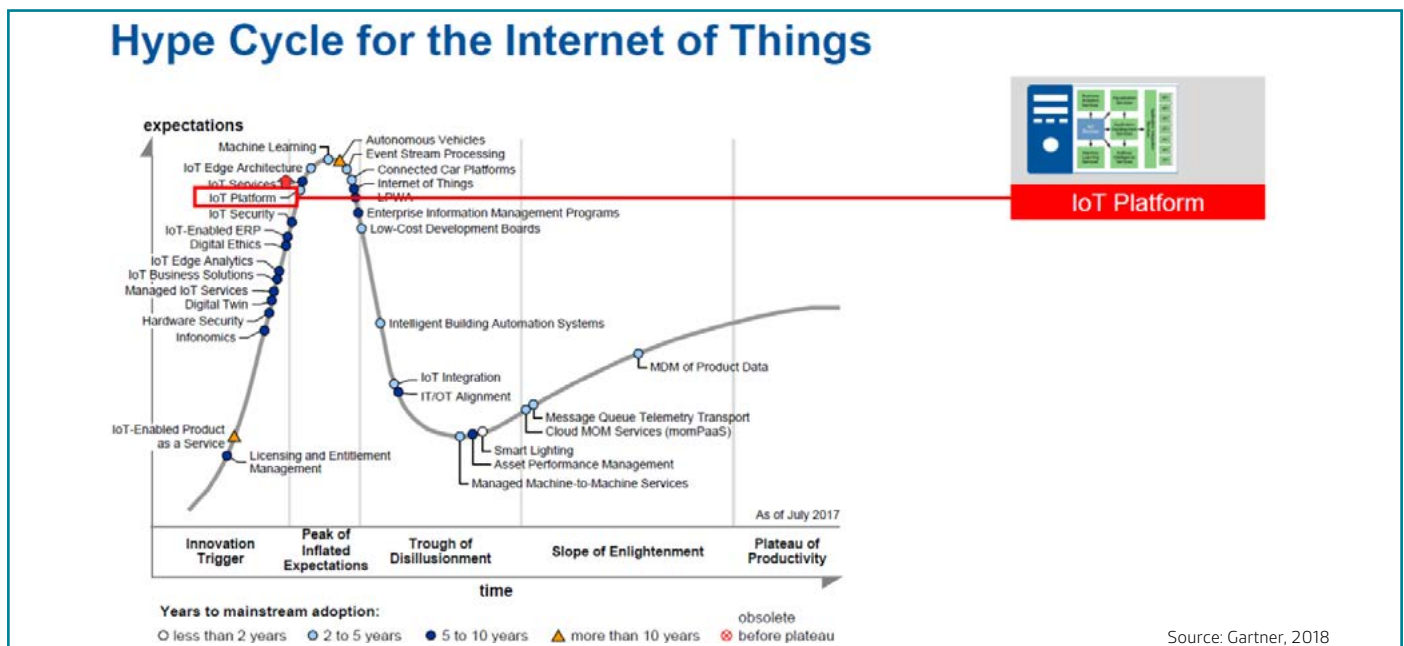 Hype Cycle for the Internet of Things
IoT Platform
expectations
Machine Learning
IoT Edge Architecture
IoT Services
IoT Platform
IoT Security
IoT-Enabled ERP
Digital Ethics
IoT Edge Analytics
IoT Business Solutions
Managed IoT Services
Digital Twin
Hardware Security
Infonomics
IoT-Enabled Product
as a Service
Licensing and Entitlement
Management
Autonomous Vehicles
Event Stream Processing
Connected Car Platforms
Internet of Things
LPWA
Enterprise Information Management Programs
Low-Cost Development Boards
Intelligent Building Automation Systems
IoT Integration
IT/OT Alignment
MDM of Product Data
Message Queue Telemetry Transport
Cloud MOM Services (momPaaS)
Smart Lighting
Asset Performance Management
Managed Machine-to-Machine Services
As of July 2017
Innovation
Trigger
Peak of
Inflated
Expectations
Trough of
Disillusionment
Slope of Enlightenment
Plateau of
Productivity
time
Years to mainstream adoption:
less than 2 years
2 to 5 years
5 to 10 years
more than 10 years
obsolete
before plateau
Source: Gartner, 2018